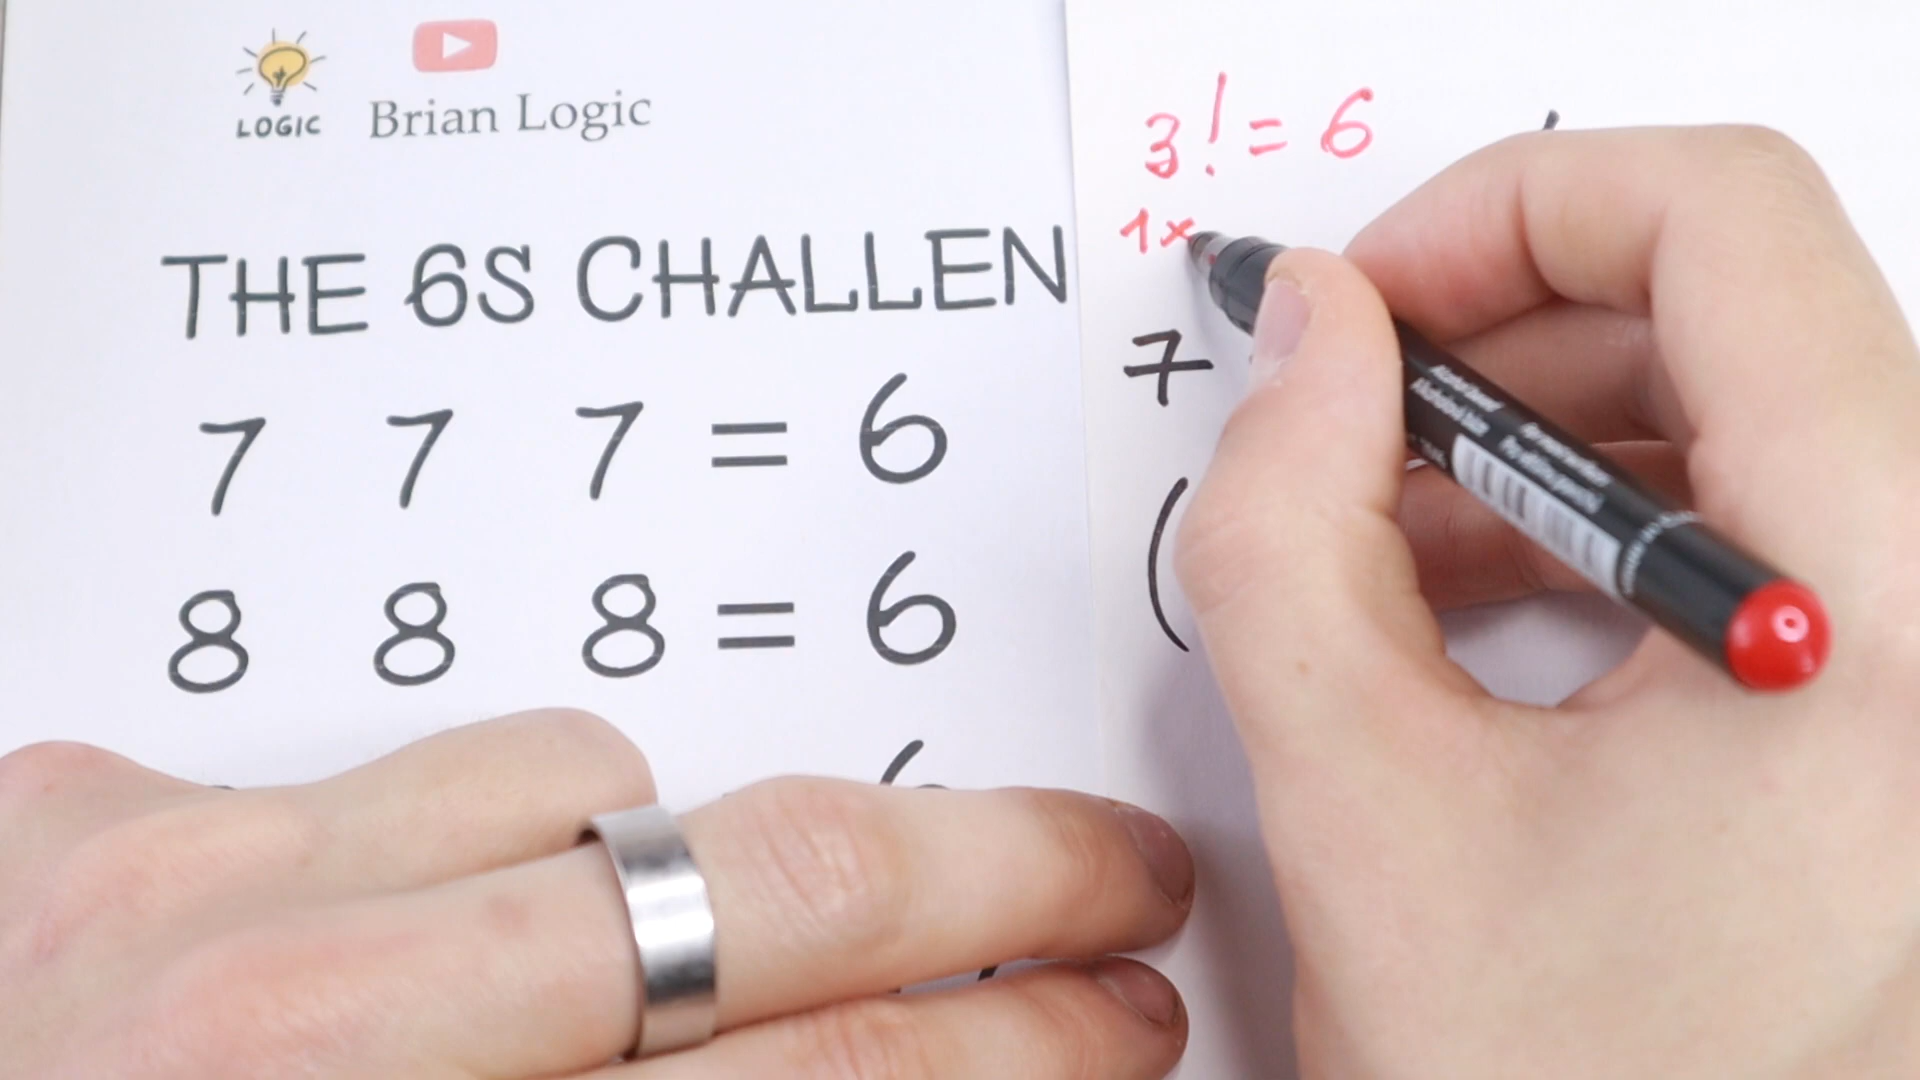 LOGIC
Brian Logic
THE 6S CHALLEN
7 7 7 = 6
8 8 8 = 6
3! = 6
1x
7
(